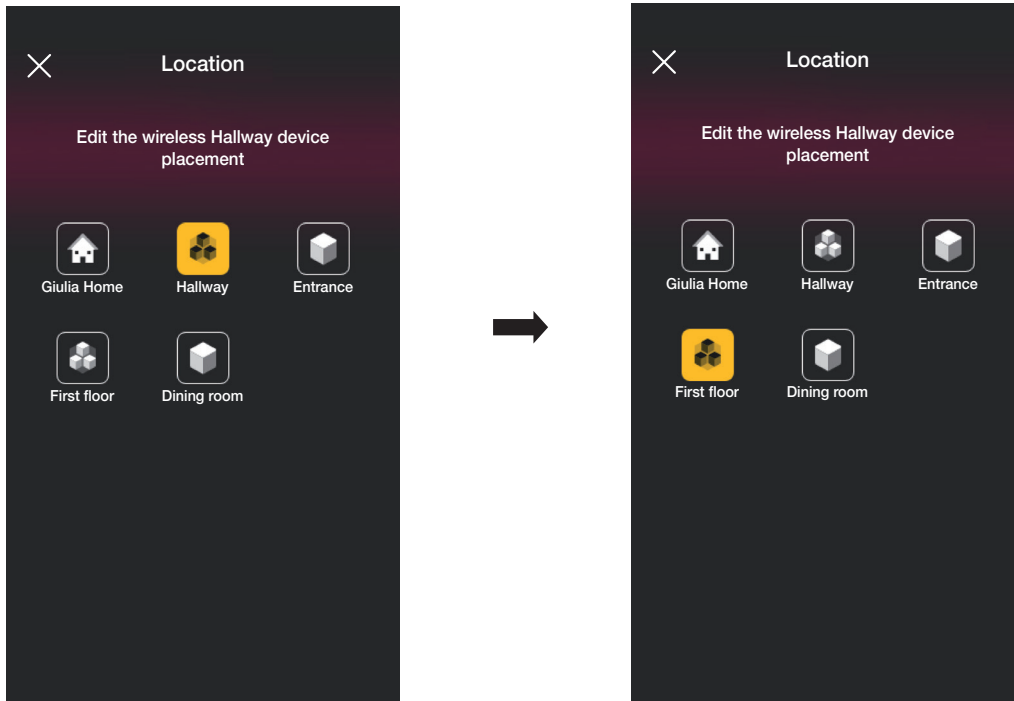 Location
Edit the wireless Hallway device
placement
Giulia Home
Hallway
Entrance
First floor
Dining room
Location
Edit the wireless Hallway device
placement
Giulia Home
Hallway
Entrance
First floor
Dining room